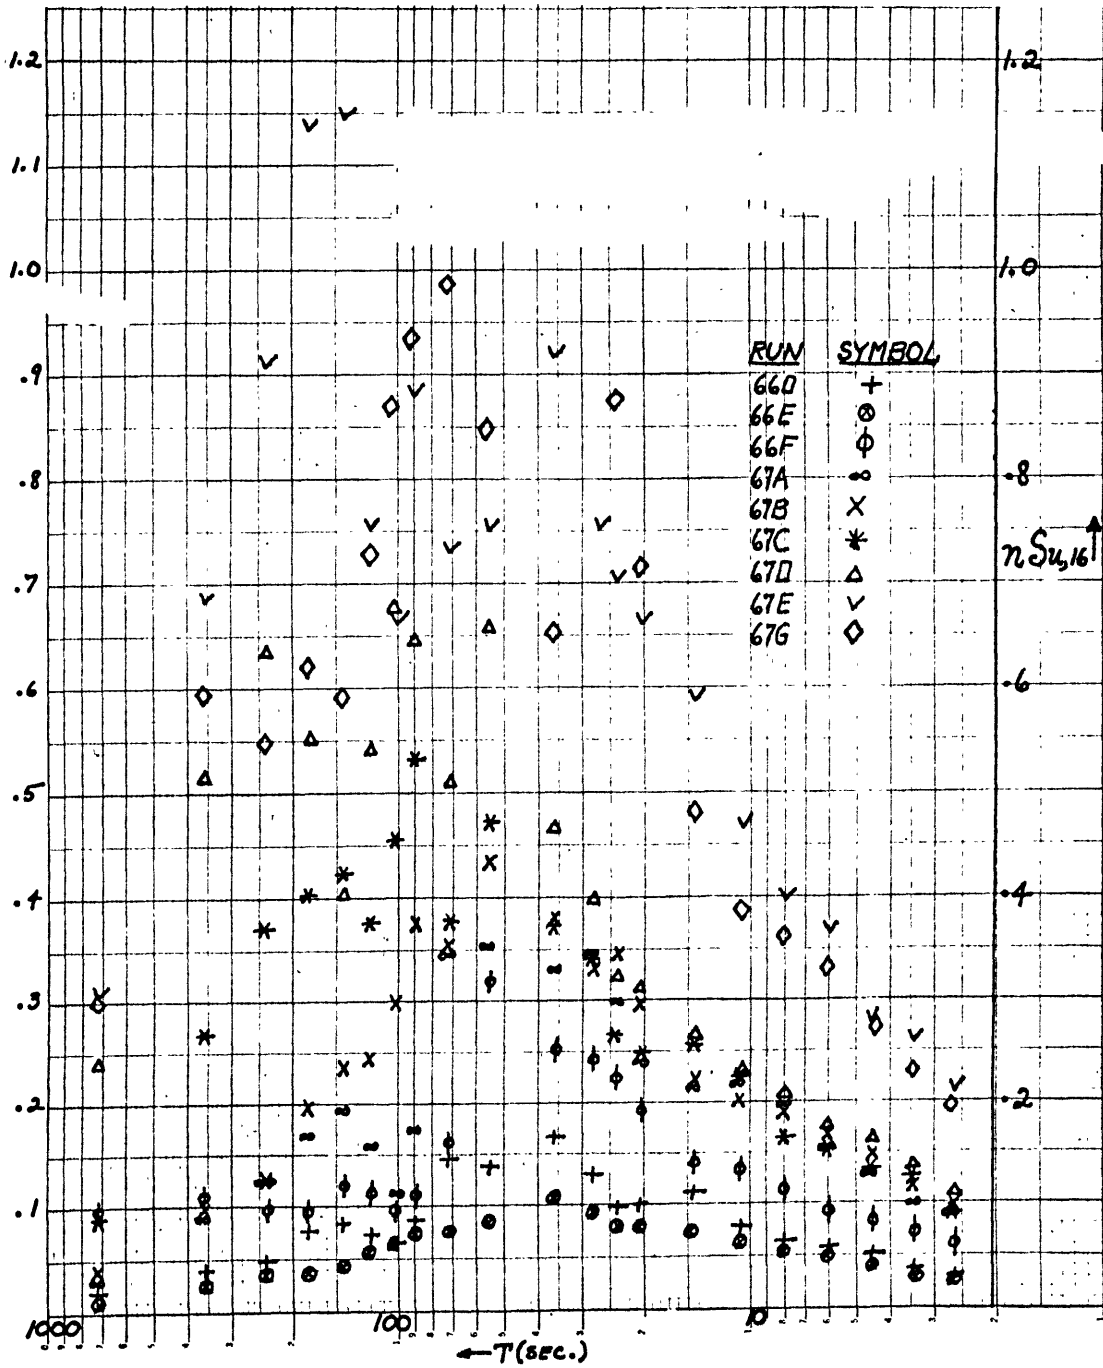 1.2 1.2
1.1
1.0 1.0
RUN SYMBOL
.9
66D +
66E ⊗
66F ϕ
.8 .8
67A ∞
67B X
67C *
nSu,16
.7
67D Δ
67E V
67G ◇
.6 .6
.5
.4 .4
.3
.2 .2
.1
1000 100 10
←T(SEC.)